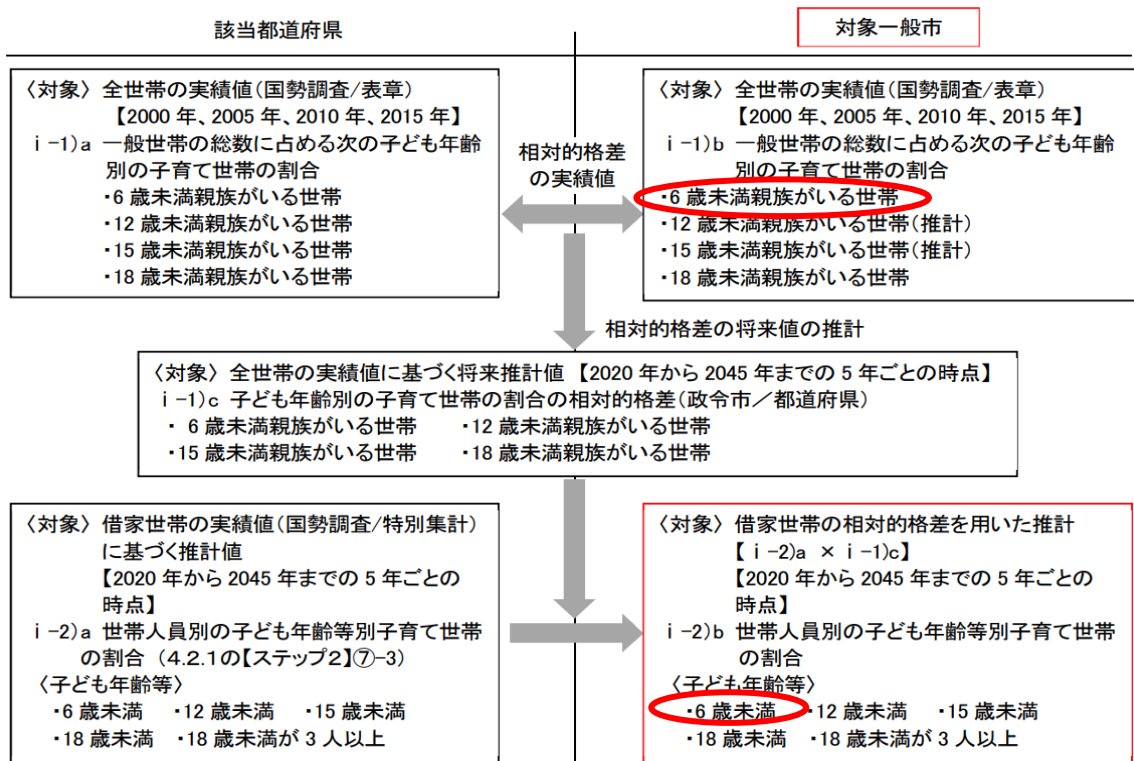 該当都道府県
対象一般市
〈対象〉 全世帯の実績値(国勢調査/表章)
【2000 年、2005 年、2010 年、2015 年】
ⅰ-1)a 一般世帯の総数に占める次の子ども年齢
別の子育て世帯の割合
・6 歳未満親族がいる世帯
・12 歳未満親族がいる世帯
・15 歳未満親族がいる世帯
・18 歳未満親族がいる世帯
相対的格差
の実績値
〈対象〉 全世帯の実績値(国勢調査/表章)
【2000 年、2005 年、2010 年、2015 年】
ⅰ-1)b 一般世帯の総数に占める次の子ども年齢
別の子育て世帯の割合
・6 歳未満親族がいる世帯
・12 歳未満親族がいる世帯(推計)
・15 歳未満親族がいる世帯(推計)
・18 歳未満親族がいる世帯
相対的格差の将来値の推計
〈対象〉 全世帯の実績値に基づく将来推計値 【2020 年から 2045 年までの 5 年ごとの時点】
ⅰ-1)c 子ども年齢別の子育て世帯の割合の相対的格差(政令市/都道府県)
・ 6 歳未満親族がいる世帯 ・12 歳未満親族がいる世帯
・15 歳未満親族がいる世帯 ・18 歳未満親族がいる世帯
〈対象〉 借家世帯の実績値(国勢調査/特別集計)
に基づく推計値
【2020 年から 2045 年までの 5 年ごとの
時点】
ⅰ-2)a 世帯人員別の子ども年齢等別子育て世帯
の割合 (4.2.1の【ステップ2】⑦-3)
〈子ども年齢等〉
・6 歳未満 ・12 歳未満 ・15 歳未満
・18 歳未満 ・18 歳未満が 3 人以上
〈対象〉 借家世帯の相対的格差を用いた推計
【ⅰ-2)a × ⅰ-1)c】
【2020 年から 2045 年までの 5 年ごとの
時点】
ⅰ-2)b 世帯人員別の子ども年齢等別子育て世帯
の割合
〈子ども年齢等〉
・6 歳未満 ・12 歳未満 ・15 歳未満
・18 歳未満 ・18 歳未満が 3 人以上